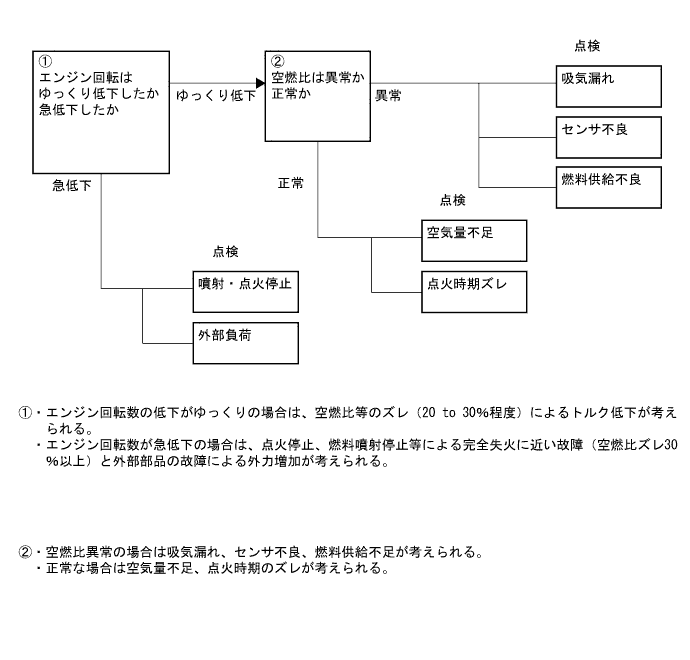 ①
エンジン回転は
ゆっくり低下したか
急低下したか
ゆっくり低下
急低下
②
空燃比は異常か
正常か
異常
正常
点検
吸気漏れ
センサ不良
燃料供給不良
点検
空気量不足
点火時期ズレ
点検
噴射・点火停止
外部負荷
①・エンジン回転数の低下がゆっくりの場合は、空燃比等のズレ（20 to 30%程度）によるトルク低下が考え
られる。
・エンジン回転数が急低下の場合は、点火停止、燃料噴射停止等による完全失火に近い故障（空燃比ズレ30
%以上）と外部部品の故障による外力増加が考えられる。
②・空燃比異常の場合は吸気漏れ、センサ不良、燃料供給不足が考えられる。
・正常な場合は空気量不足、点火時期のズレが考えられる。